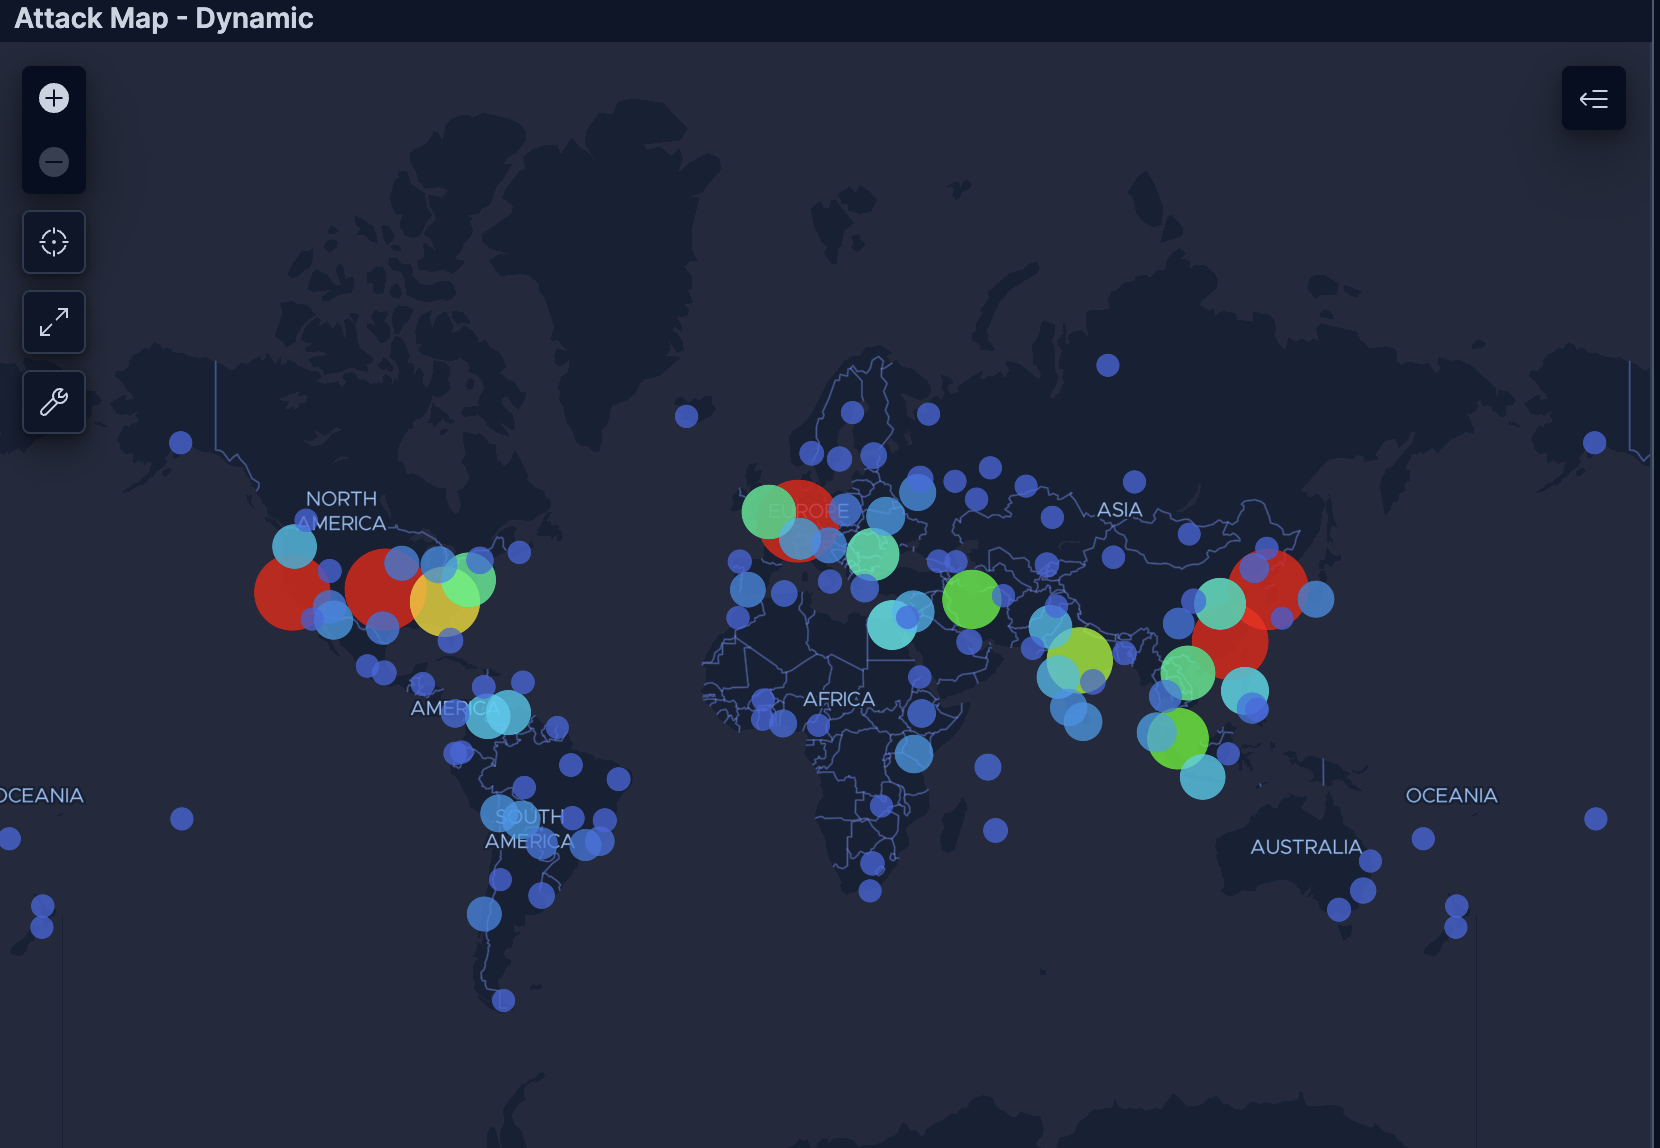 Attack Map - Dynamic
NORTH
AMERICA
EUROPE
ASIA
AFRICA
AMERICA
OCEANIA
OCEANIA
SOUTH
AMERICA
AUSTRALIA